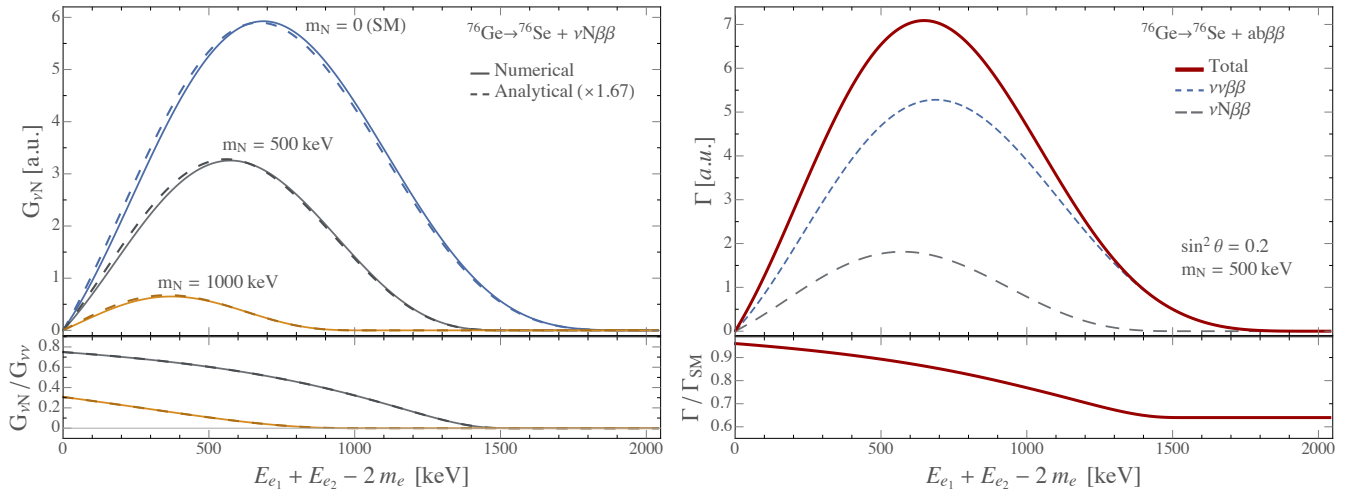 6
5
4
3
2
1
0
G_νN [a.u.]
m_N = 0 (SM)
⁷⁶Ge→⁷⁶Se + νNββ
Numerical
Analytical (×1.67)
m_N = 500 keV
m_N = 1000 keV
0.8
0.6
0.4
0.2
0
G_νN / G_νν
0
500
1000
1500
2000
E_e₁ + E_e₂ − 2 m_e [keV]
7
6
5
4
3
2
1
0
Γ [a.u.]
⁷⁶Ge→⁷⁶Se + abββ
Total
ννββ
νNββ
sin² θ = 0.2
m_N = 500 keV
0.9
0.8
0.7
0.6
Γ / Γ_SM
0
500
1000
1500
2000
E_e₁ + E_e₂ − 2 m_e [keV]